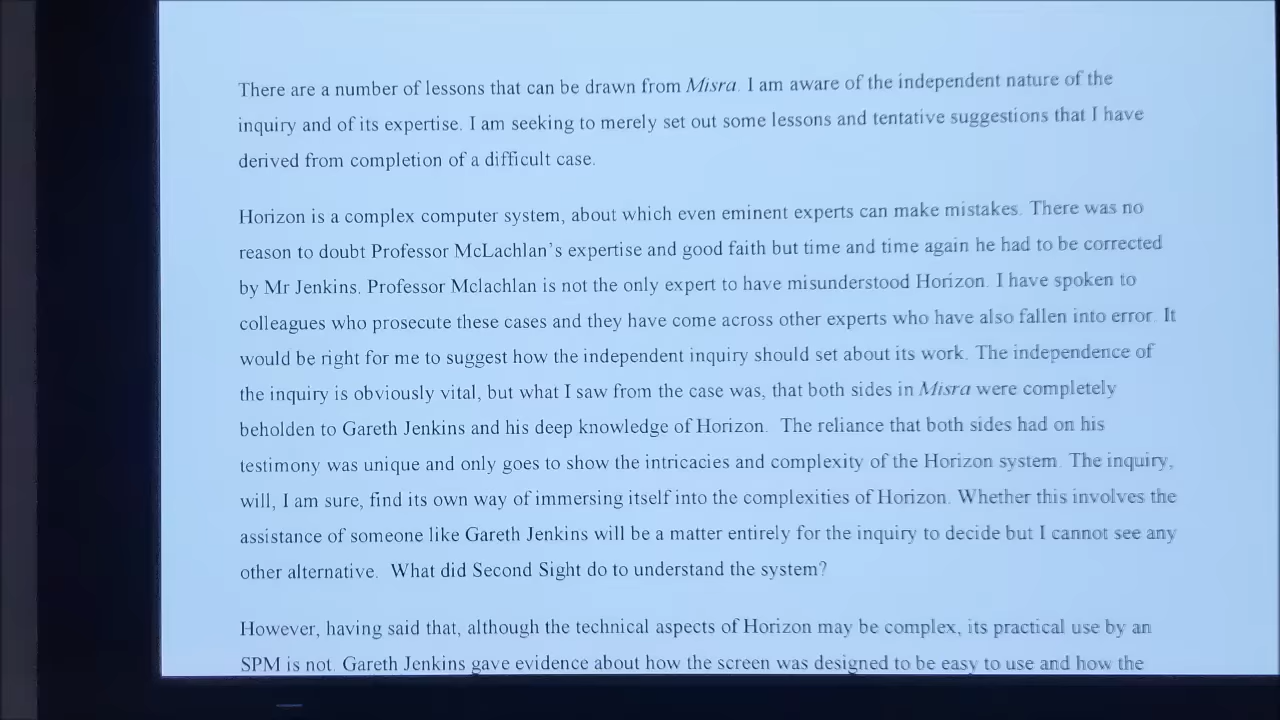 There are a number of lessons that can be drawn from Misra. I am aware of the independent nature of the
inquiry and of its expertise. I am seeking to merely set out some lessons and tentative suggestions that I have
derived from completion of a difficult case.
Horizon is a complex computer system, about which even eminent experts can make mistakes. There was no
reason to doubt Professor McLachlan’s expertise and good faith but time and time again he had to be corrected
by Mr Jenkins. Professor Mclachlan is not the only expert to have misunderstood Horizon. I have spoken to
colleagues who prosecute these cases and they have come across other experts who have also fallen into error. It
would be right for me to suggest how the independent inquiry should set about its work. The independence of
the inquiry is obviously vital, but what I saw from the case was, that both sides in Misra were completely
beholden to Gareth Jenkins and his deep knowledge of Horizon.  The reliance that both sides had on his
testimony was unique and only goes to show the intricacies and complexity of the Horizon system. The inquiry,
will, I am sure, find its own way of immersing itself into the complexities of Horizon. Whether this involves the
assistance of someone like Gareth Jenkins will be a matter entirely for the inquiry to decide but I cannot see any
other alternative.  What did Second Sight do to understand the system?
However, having said that, although the technical aspects of Horizon may be complex, its practical use by an
SPM is not. Gareth Jenkins gave evidence about how the screen was designed to be easy to use and how the